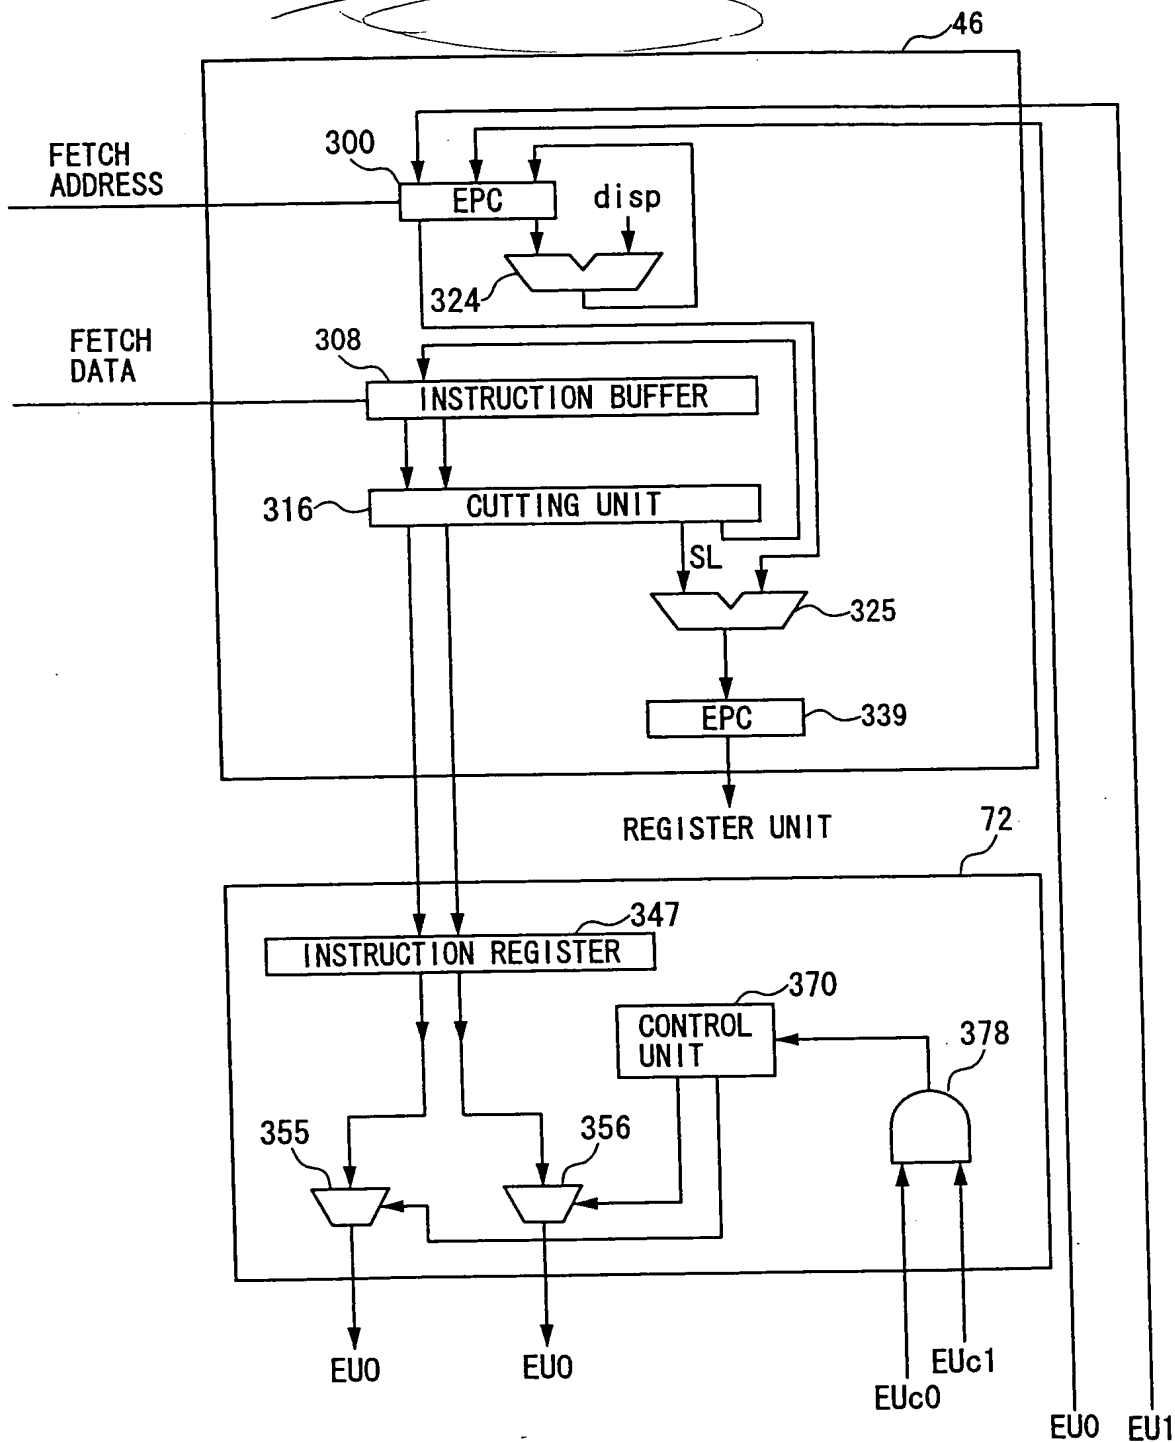 46
300
FETCH
ADDRESS
EPC
disp
324
FETCH
DATA
308
INSTRUCTION BUFFER
316
CUTTING UNIT
SL
325
EPC
339
REGISTER UNIT
72
347
INSTRUCTION REGISTER
370
CONTROL
UNIT
378
355
356
EU0
EU0
EUc0
EUc1
EU0
EU1